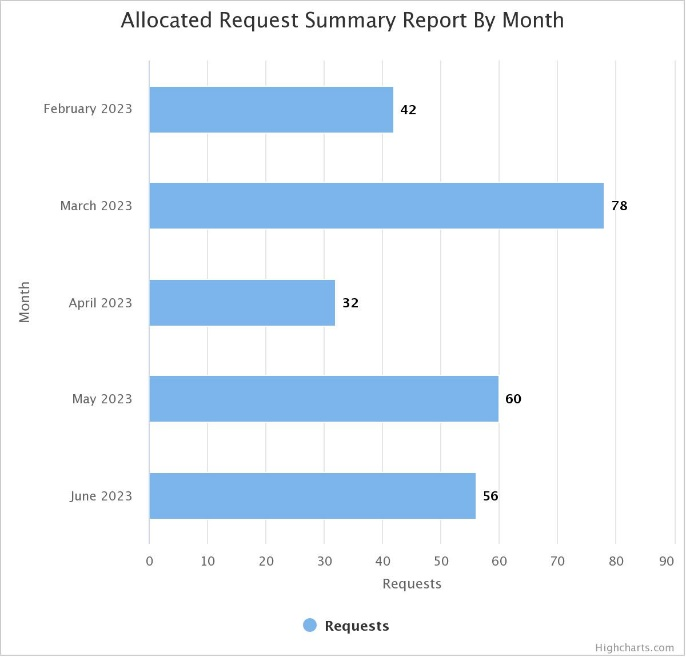 Allocated Request Summary Report By Month
February 2023
42
March 2023
78
Month
April 2023
32
May 2023
60
June 2023
56
0 10 20 30 40 50 60 70 80 90
Requests
Requests
Highcharts.com